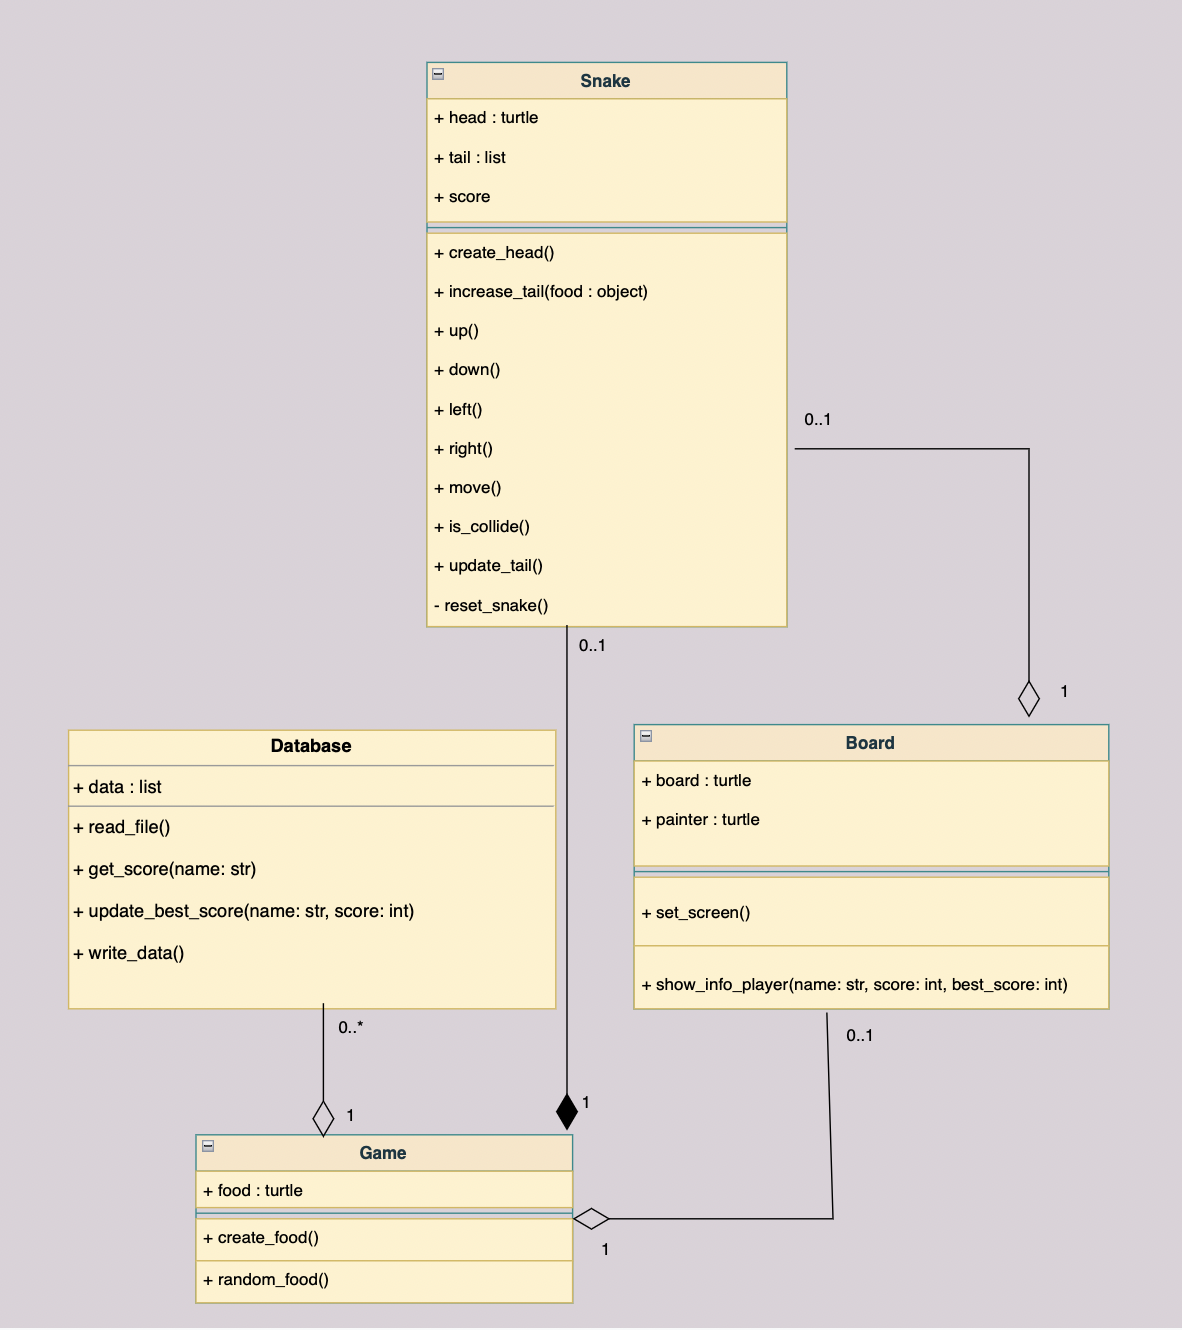 Snake
+ head : turtle
+ tail : list
+ score
+ create_head()
+ increase_tail(food : object)
+ up()
+ down()
+ left()
+ right()
+ move()
+ is_collide()
+ update_tail()
- reset_snake()
0..1
0..1
1
Database
+ data : list
+ read_file()
+ get_score(name: str)
+ update_best_score(name: str, score: int)
+ write_data()
Board
+ board : turtle
+ painter : turtle
+ set_screen()
+ show_info_player(name: str, score: int, best_score: int)
0..*
0..1
1
1
Game
+ food : turtle
+ create_food()
+ random_food()
1